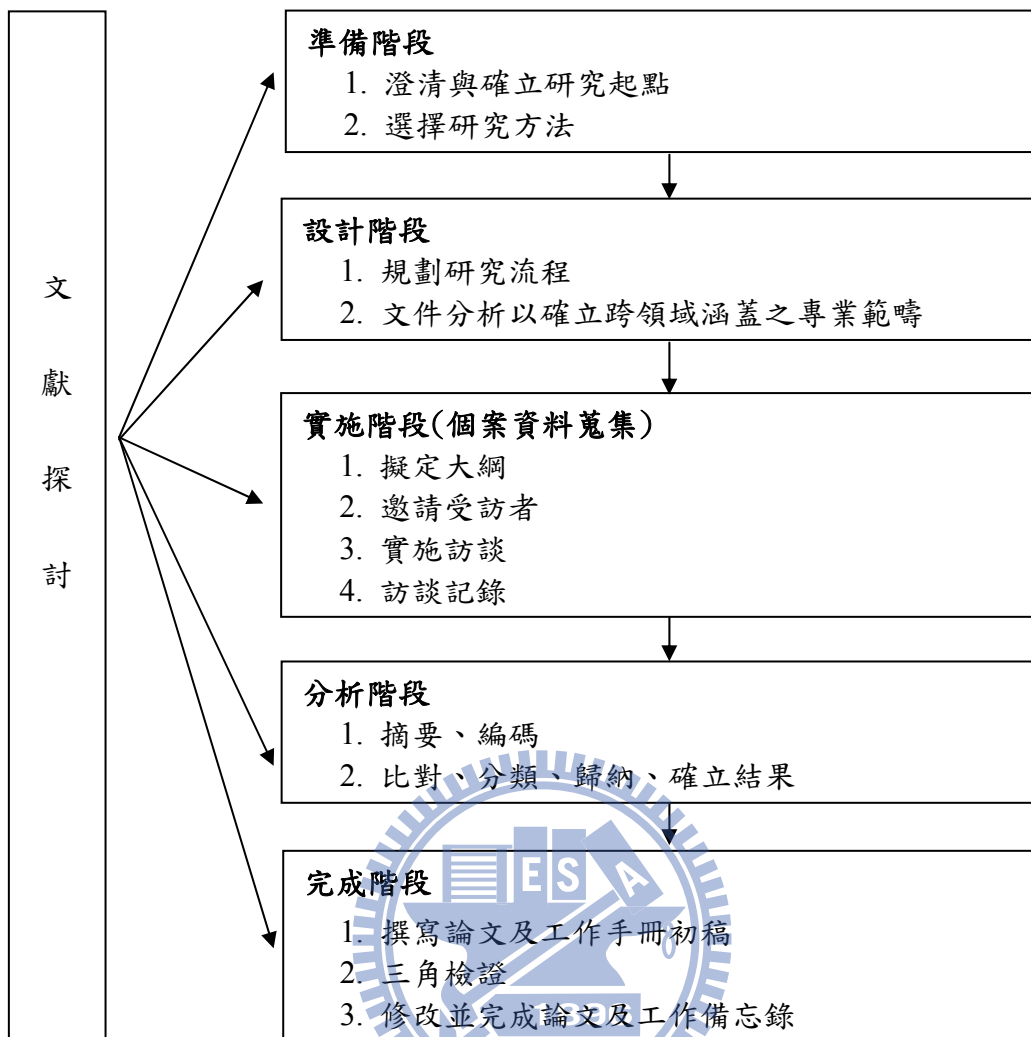 文獻探討
準備階段
1. 澄清與確立研究起點
2. 選擇研究方法
設計階段
1. 規劃研究流程
2. 文件分析以確立跨領域涵蓋之專業範疇
實施階段(個案資料蒐集)
1. 擬定大綱
2. 邀請受訪者
3. 實施訪談
4. 訪談記錄
分析階段
1. 摘要、編碼
2. 比對、分類、歸納、確立結果
完成階段
1. 撰寫論文及工作手冊初稿
2. 三角檢證
3. 修改並完成論文及工作備忘錄
E S A
1896